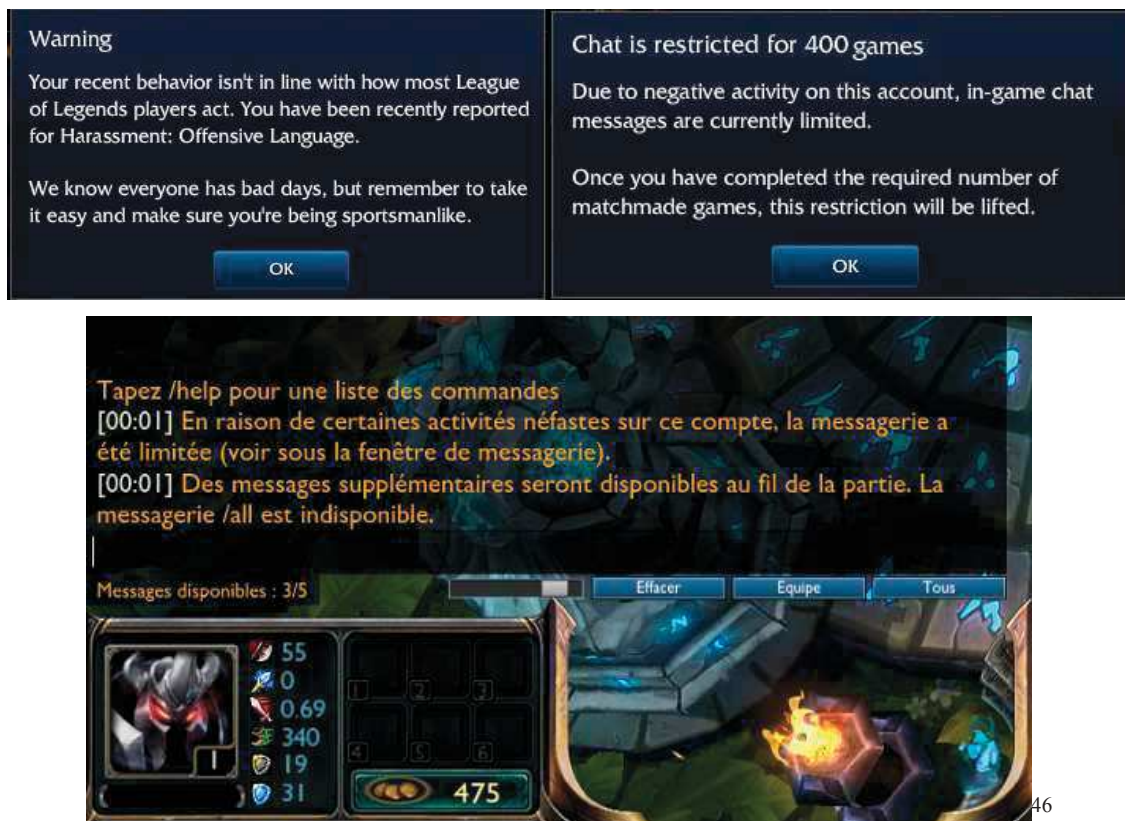 Warning
Your recent behavior isn't in line with how most League
of Legends players act. You have been recently reported
for Harassment: Offensive Language.
We know everyone has bad days, but remember to take
it easy and make sure you're being sportsmanlike.
OK
Chat is restricted for 400 games
Due to negative activity on this account, in-game chat
messages are currently limited.
Once you have completed the required number of
matchmade games, this restriction will be lifted.
OK
Tapez /help pour une liste des commandes
[00:01] En raison de certaines activités néfastes sur ce compte, la messagerie a
été limitée (voir sous la fenêtre de messagerie).
[00:01] Des messages supplémentaires seront disponibles au fil de la partie. La
messagerie /all est indisponible.
Messages disponibles : 3/5
Effacer
Equipe
Tous
55
0
0.69
340
19
31
1
1 2 3
4 5 6
475
46